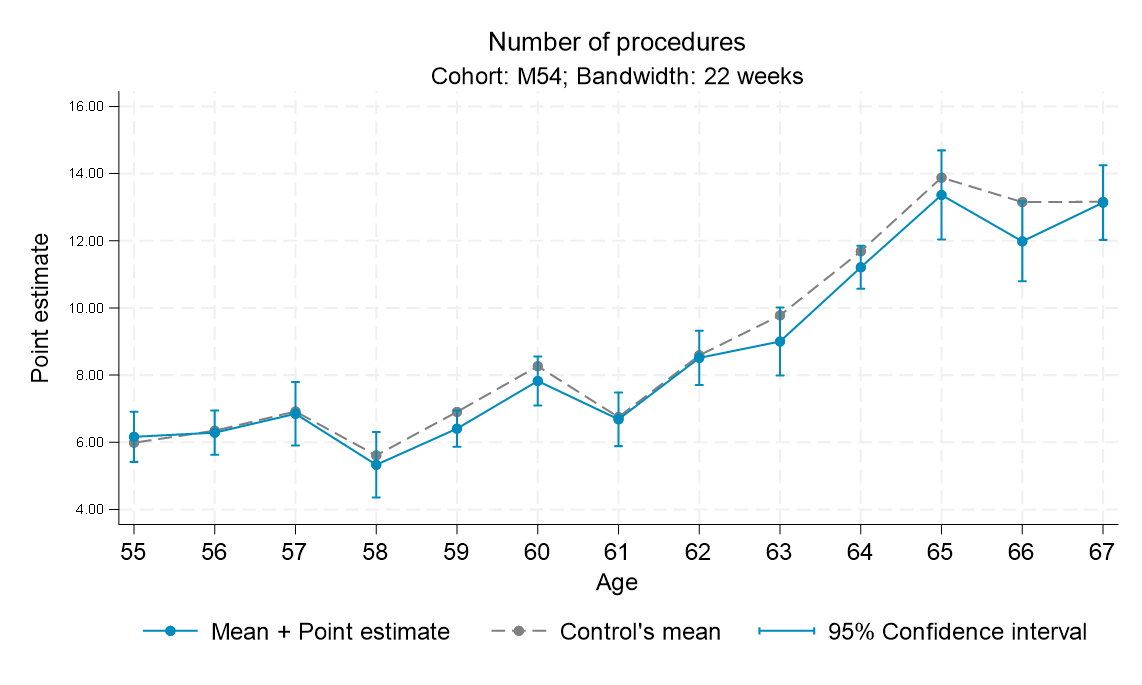 Number of procedures
Cohort: M54; Bandwidth: 22 weeks
Point estimate
16.00
14.00
12.00
10.00
8.00
6.00
4.00
55 56 57 58 59 60 61 62 63 64 65 66 67
Age
Mean + Point estimate Control's mean 95% Confidence interval